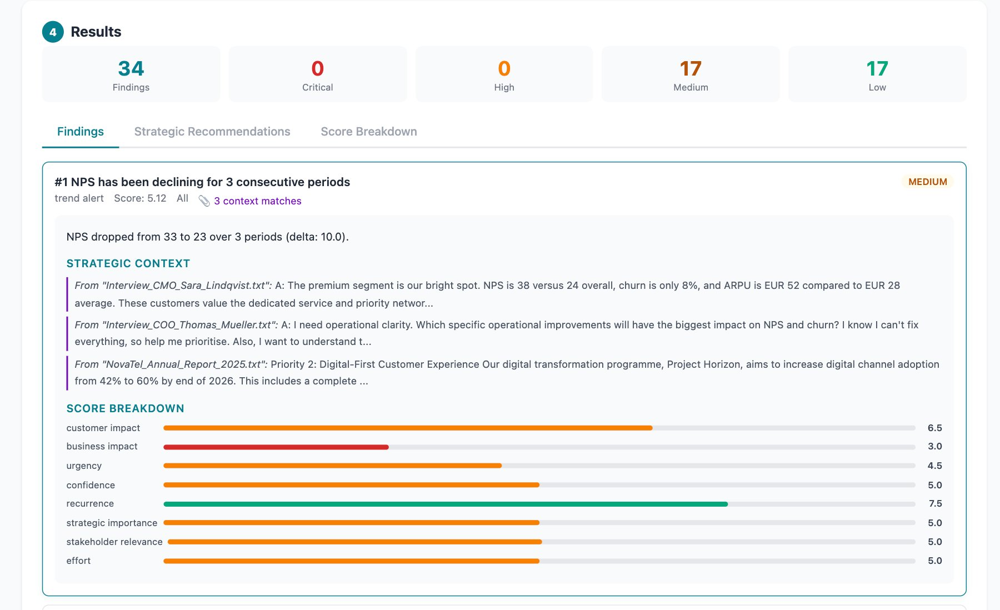 4 Results
34
Findings
0
Critical
0
High
17
Medium
17
Low
Findings Strategic Recommendations Score Breakdown
#1 NPS has been declining for 3 consecutive periods
MEDIUM
trend alert Score: 5.12 All 3 context matches
NPS dropped from 33 to 23 over 3 periods (delta: 10.0).
STRATEGIC CONTEXT
From "Interview_CMO_Sara_Lindqvist.txt": A: The premium segment is our bright spot. NPS is 38 versus 24 overall, churn is only 8%, and ARPU is EUR 52 compared to EUR 28
average. These customers value the dedicated service and priority networ...
From "Interview_COO_Thomas_Mueller.txt": A: I need operational clarity. Which specific operational improvements will have the biggest impact on NPS and churn? I know I can't fix
everything, so help me prioritise. Also, I want to understand t...
From "NovaTel_Annual_Report_2025.txt": Priority 2: Digital-First Customer Experience Our digital transformation programme, Project Horizon, aims to increase digital channel adoption
from 42% to 60% by end of 2026. This includes a complete ...
SCORE BREAKDOWN
customer impact 6.5
business impact 3.0
urgency 4.5
confidence 5.0
recurrence 7.5
strategic importance 5.0
stakeholder relevance 5.0
effort 5.0